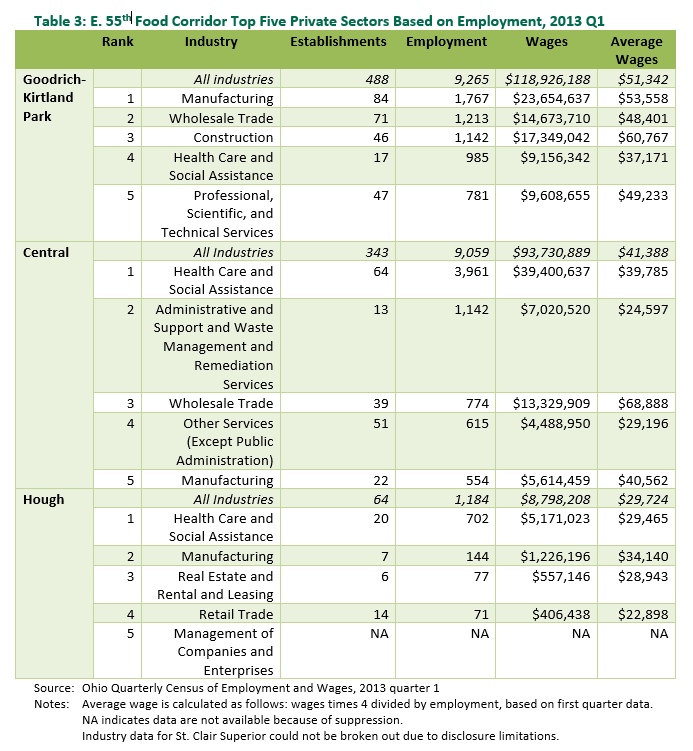 Table 3: E. 55th Food Corridor Top Five Private Sectors Based on Employment, 2013 Q1
Rank Industry Establishments Employment Wages Average
Wages
Goodrich- All industries 488 9,265 $118,926,188 $51,342
Kirtland 1 Manufacturing 84 1,767 $23,654,637 $53,558
Park 2 Wholesale Trade 71 1,213 $14,673,710 $48,401
3 Construction 46 1,142 $17,349,042 $60,767
4 Health Care and 17 985 $9,156,342 $37,171
Social Assistance
5 Professional, 47 781 $9,608,655 $49,233
Scientific, and
Technical Services
Central All Industries 343 9,059 $93,730,889 $41,388
1 Health Care and 64 3,961 $39,400,637 $39,785
Social Assistance
2 Administrative and 13 1,142 $7,020,520 $24,597
Support and Waste
Management and
Remediation
Services
3 Wholesale Trade 39 774 $13,329,909 $68,888
4 Other Services 51 615 $4,488,950 $29,196
(Except Public
Administration)
5 Manufacturing 22 554 $5,614,459 $40,562
Hough All Industries 64 1,184 $8,798,208 $29,724
1 Health Care and 20 702 $5,171,023 $29,465
Social Assistance
2 Manufacturing 7 144 $1,226,196 $34,140
3 Real Estate and 6 77 $557,146 $28,943
Rental and Leasing
4 Retail Trade 14 71 $406,438 $22,898
5 Management of NA NA NA NA
Companies and
Enterprises
Source: Ohio Quarterly Census of Employment and Wages, 2013 quarter 1
Notes: Average wage is calculated as follows: wages times 4 divided by employment, based on first quarter data.
NA indicates data are not available because of suppression.
Industry data for St. Clair Superior could not be broken out due to disclosure limitations.